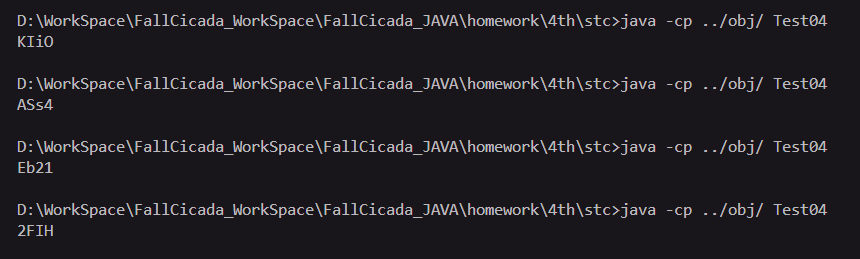 D:\WorkSpace\FallCicada_WorkSpace\FallCicada_JAVA\homework\4th\stc>java -cp ../obj/ Test04
KIiO
D:\WorkSpace\FallCicada_WorkSpace\FallCicada_JAVA\homework\4th\stc>java -cp ../obj/ Test04
ASs4
D:\WorkSpace\FallCicada_WorkSpace\FallCicada_JAVA\homework\4th\stc>java -cp ../obj/ Test04
Eb21
D:\WorkSpace\FallCicada_WorkSpace\FallCicada_JAVA\homework\4th\stc>java -cp ../obj/ Test04
2FIH